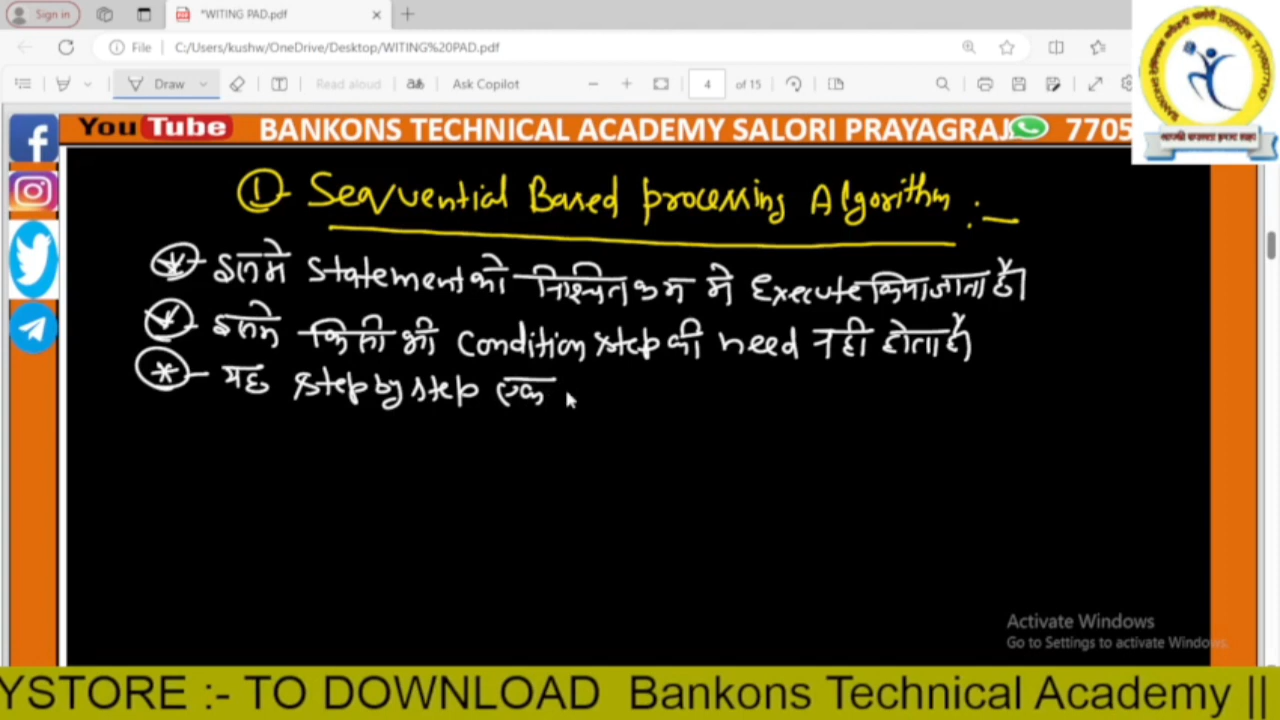 Sign in
*WITING PAD.pdf
File C:/Users/kushw/OneDrive/Desktop/WITING%20PAD.pdf
Draw Read aloud Ask Copilot 4 of 15
YouTube BANKONS TECHNICAL ACADEMY SALORI PRAYAGRAJ 7705
① Sequential Based processing Algorithm :-
* इसमे Statement को निश्चित क्रम मे Execute किया जाता है।
* इसमे किसी भी Condition step की need नही होता है
* यह step by step एक
Activate Windows
Go to Settings to activate Windows.
YSTORE :- TO DOWNLOAD Bankons Technical Academy ||